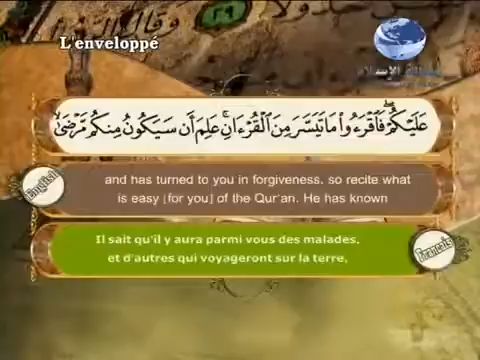 L'enveloppé
عَلَيْكُمْ ۖ فَاقْرَءُوا مَا تَيَسَّرَ مِنَ الْقُرْءَانِ ۚ عَلِمَ أَن سَيَكُونُ مِنكُم مَّرْضَىٰ
English
and has turned to you in forgiveness, so recite what
is easy [for you] of the Qur'an. He has known
Il sait qu'il y aura parmi vous des malades,
et d'autres qui voyageront sur la terre,
Français